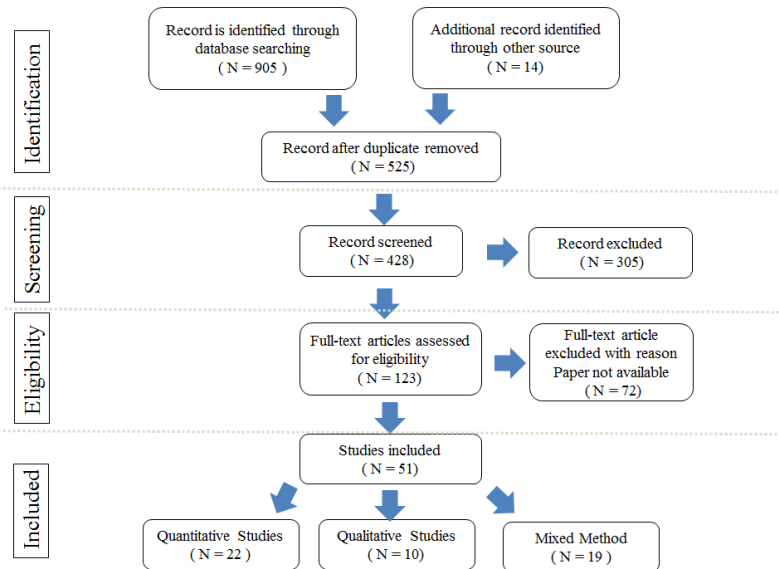 Identification
Record is identified through
database searching
( N = 905 )
Additional record identified
through other source
( N = 14)
Record after duplicate removed
( N = 525)
Screening
Record screened
( N = 428)
Record excluded
( N = 305)
Eligibility
Full-text articles assessed
for eligibility
( N = 123)
Full-text article
excluded with reason
Paper not available
( N = 72)
Included
Studies included
( N = 51)
Quantitative Studies
( N = 22 )
Qualitative Studies
( N = 10)
Mixed Method
( N = 19 )